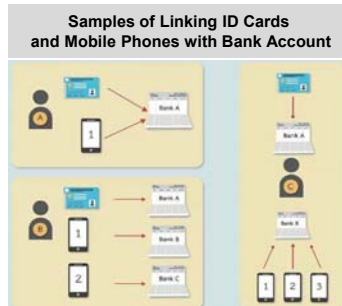 Samples of Linking ID Cards
and Mobile Phones with Bank Account
A
1
Bank A
B
1
2
Bank A
Bank B
Bank C
Bank A
C
Bank B
1
2
3